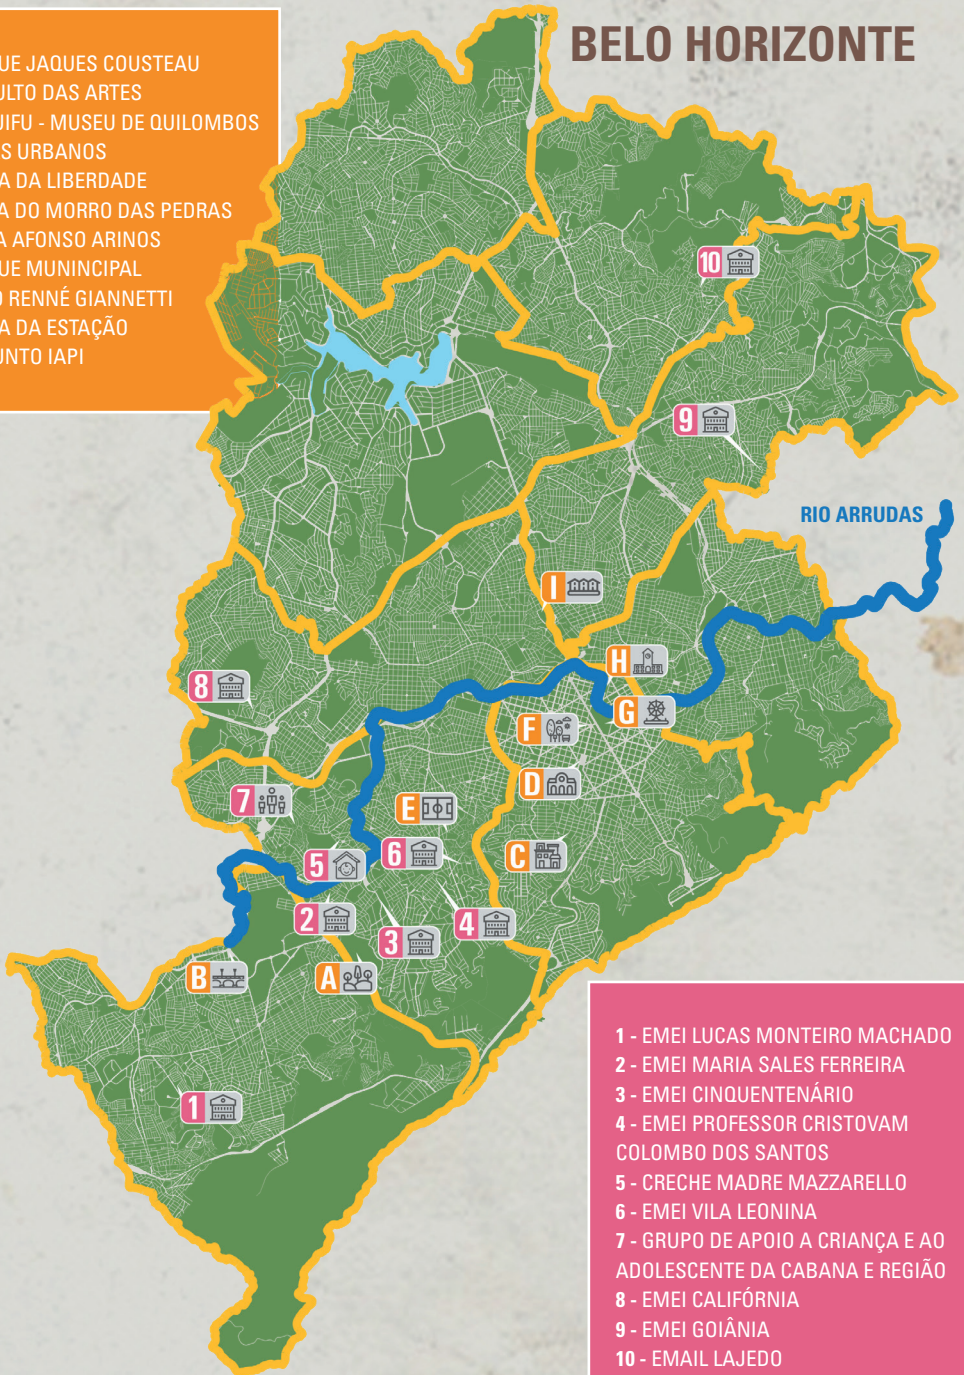 BELO HORIZONTE
UE JAQUES COUSTEAU
ULTO DAS ARTES
UIFU - MUSEU DE QUILOMBOS
S URBANOS
A DA LIBERDADE
A DO MORRO DAS PEDRAS
A AFONSO ARINOS
UE MUNINCIPAL
O RENNÉ GIANNETTI
A DA ESTAÇÃO
UNTO IAPI
10
9
RIO ARRUDAS
I
H
8
G
F
D
7
E
6
C
5
2
4
3
B
A
1
1 - EMEI LUCAS MONTEIRO MACHADO
2 - EMEI MARIA SALES FERREIRA
3 - EMEI CINQUENTENÁRIO
4 - EMEI PROFESSOR CRISTOVAM
COLOMBO DOS SANTOS
5 - CRECHE MADRE MAZZARELLO
6 - EMEI VILA LEONINA
7 - GRUPO DE APOIO A CRIANÇA E AO
ADOLESCENTE DA CABANA E REGIÃO
8 - EMEI CALIFÓRNIA
9 - EMEI GOIÂNIA
10 - EMAIL LAJEDO